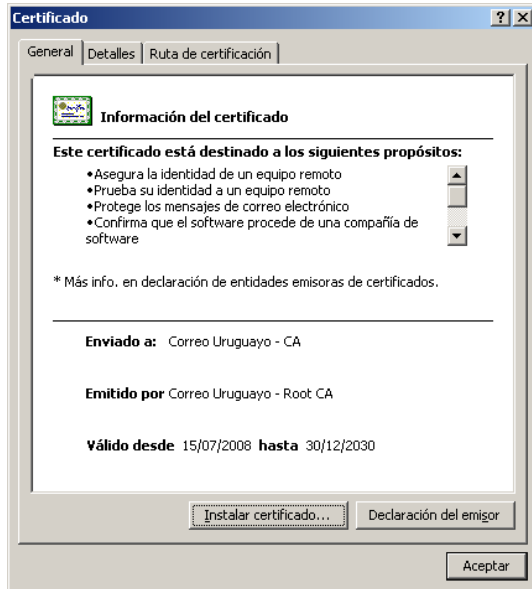 Certificado
General Detalles Ruta de certificación
Información del certificado
Este certificado está destinado a los siguientes propósitos:
•Asegura la identidad de un equipo remoto
•Prueba su identidad a un equipo remoto
•Protege los mensajes de correo electrónico
•Confirma que el software procede de una compañía de
software
* Más info. en declaración de entidades emisoras de certificados.
Enviado a: Correo Uruguayo - CA
Emitido por Correo Uruguayo - Root CA
Válido desde 15/07/2008 hasta 30/12/2030
Instalar certificado... Declaración del emisor
Aceptar